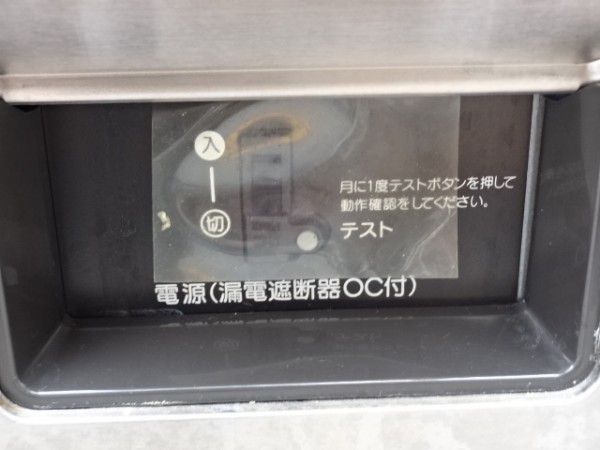 入
切
月に1度テストボタンを押して
動作確認をしてください。
テスト
電源(漏電遮断器OC付)